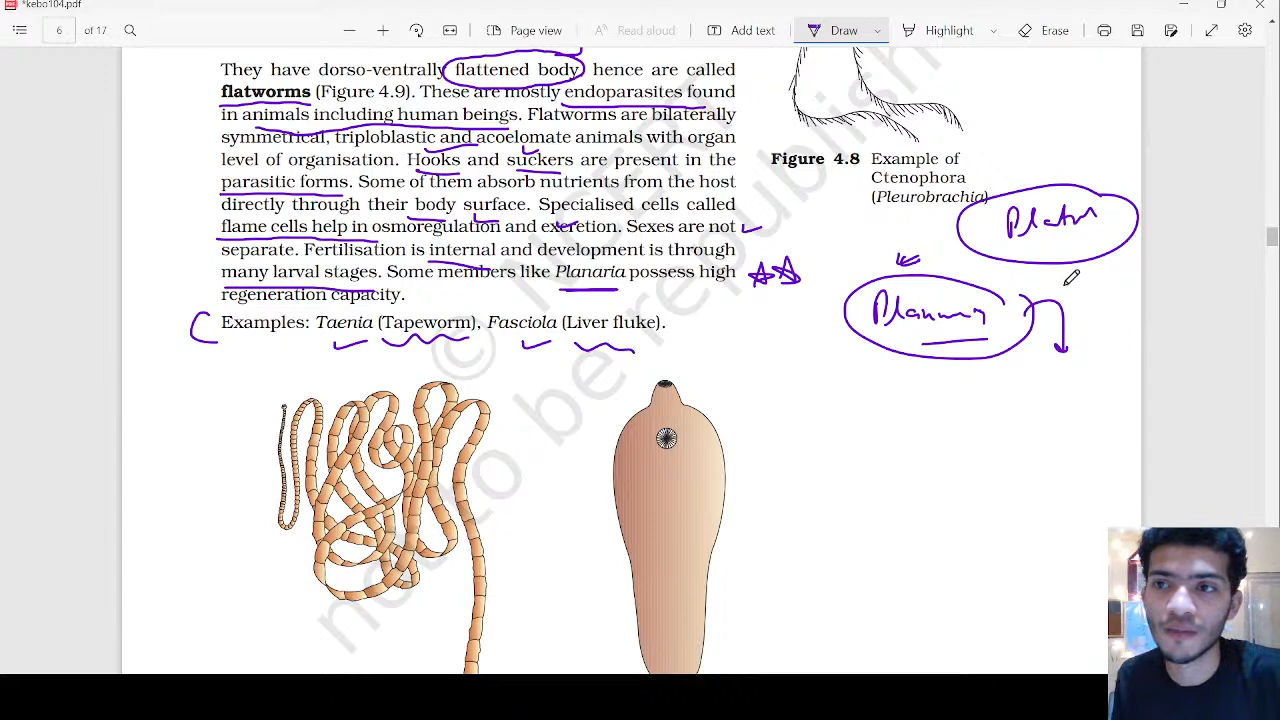 *kebo104.pdf
6 of 17
Page view
Read aloud
Add text
Draw
Highlight
Erase
They have dorso-ventrally flattened body hence are called
flatworms (Figure 4.9). These are mostly endoparasites found
in animals including human beings. Flatworms are bilaterally
symmetrical, triploblastic and acoelomate animals with organ
level of organisation. Hooks and suckers are present in the
parasitic forms. Some of them absorb nutrients from the host
directly through their body surface. Specialised cells called
flame cells help in osmoregulation and excretion. Sexes are not
separate. Fertilisation is internal and development is through
many larval stages. Some members like Planaria possess high
regeneration capacity.
Examples: Taenia (Tapeworm), Fasciola (Liver fluke).
Figure 4.8 Example of
Ctenophora
(Pleurobrachia)
© NCERT
not to be republished